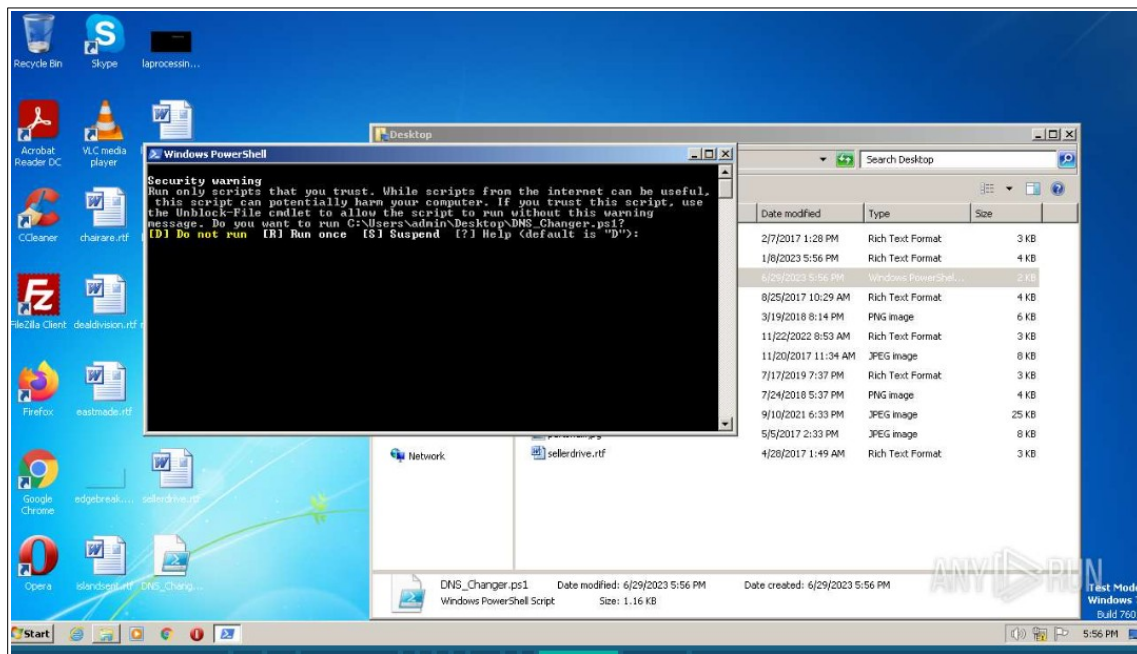 Recycle Bin
Skype
laprocessin...
Acrobat
Reader DC
VLC media
player
CCleaner
chairare.rtf
FileZilla Client
dealdivision.rtf
Firefox
eastmade.rtf
Google
Chrome
edgebreak....
sellerdrive.rtf
Opera
islandsent.rtf
DNS_Chang...
Windows PowerShell
Security warning
Run only scripts that you trust. While scripts from the internet can be useful,
this script can potentially harm your computer. If you trust this script, use
the Unblock-File cmdlet to allow the script to run without this warning
message. Do you want to run C:\Users\admin\Desktop\DNS_Changer.ps1?
[D] Do not run  [R] Run once  [S] Suspend  [?] Help (default is "D"):
Desktop
Search Desktop
Date modified Type Size
2/7/2017 1:28 PM Rich Text Format 3 KB
1/8/2023 5:56 PM Rich Text Format 4 KB
6/29/2023 5:56 PM Windows PowerShel... 2 KB
8/25/2017 10:29 AM Rich Text Format 4 KB
3/19/2018 8:14 PM PNG image 6 KB
11/22/2022 8:53 AM Rich Text Format 3 KB
11/20/2017 11:34 AM JPEG image 8 KB
7/17/2019 7:37 PM Rich Text Format 3 KB
7/24/2018 5:37 PM PNG image 4 KB
9/10/2021 6:33 PM JPEG image 25 KB
5/5/2017 2:33 PM JPEG image 8 KB
Network sellerdrive.rtf 4/28/2017 1:49 AM Rich Text Format 3 KB
DNS_Changer.ps1 Date modified: 6/29/2023 5:56 PM Date created: 6/29/2023 5:56 PM
Windows PowerShell Script Size: 1.16 KB
ANY RUN
Test Mode
Windows 7
Build 760
Start
5:56 PM